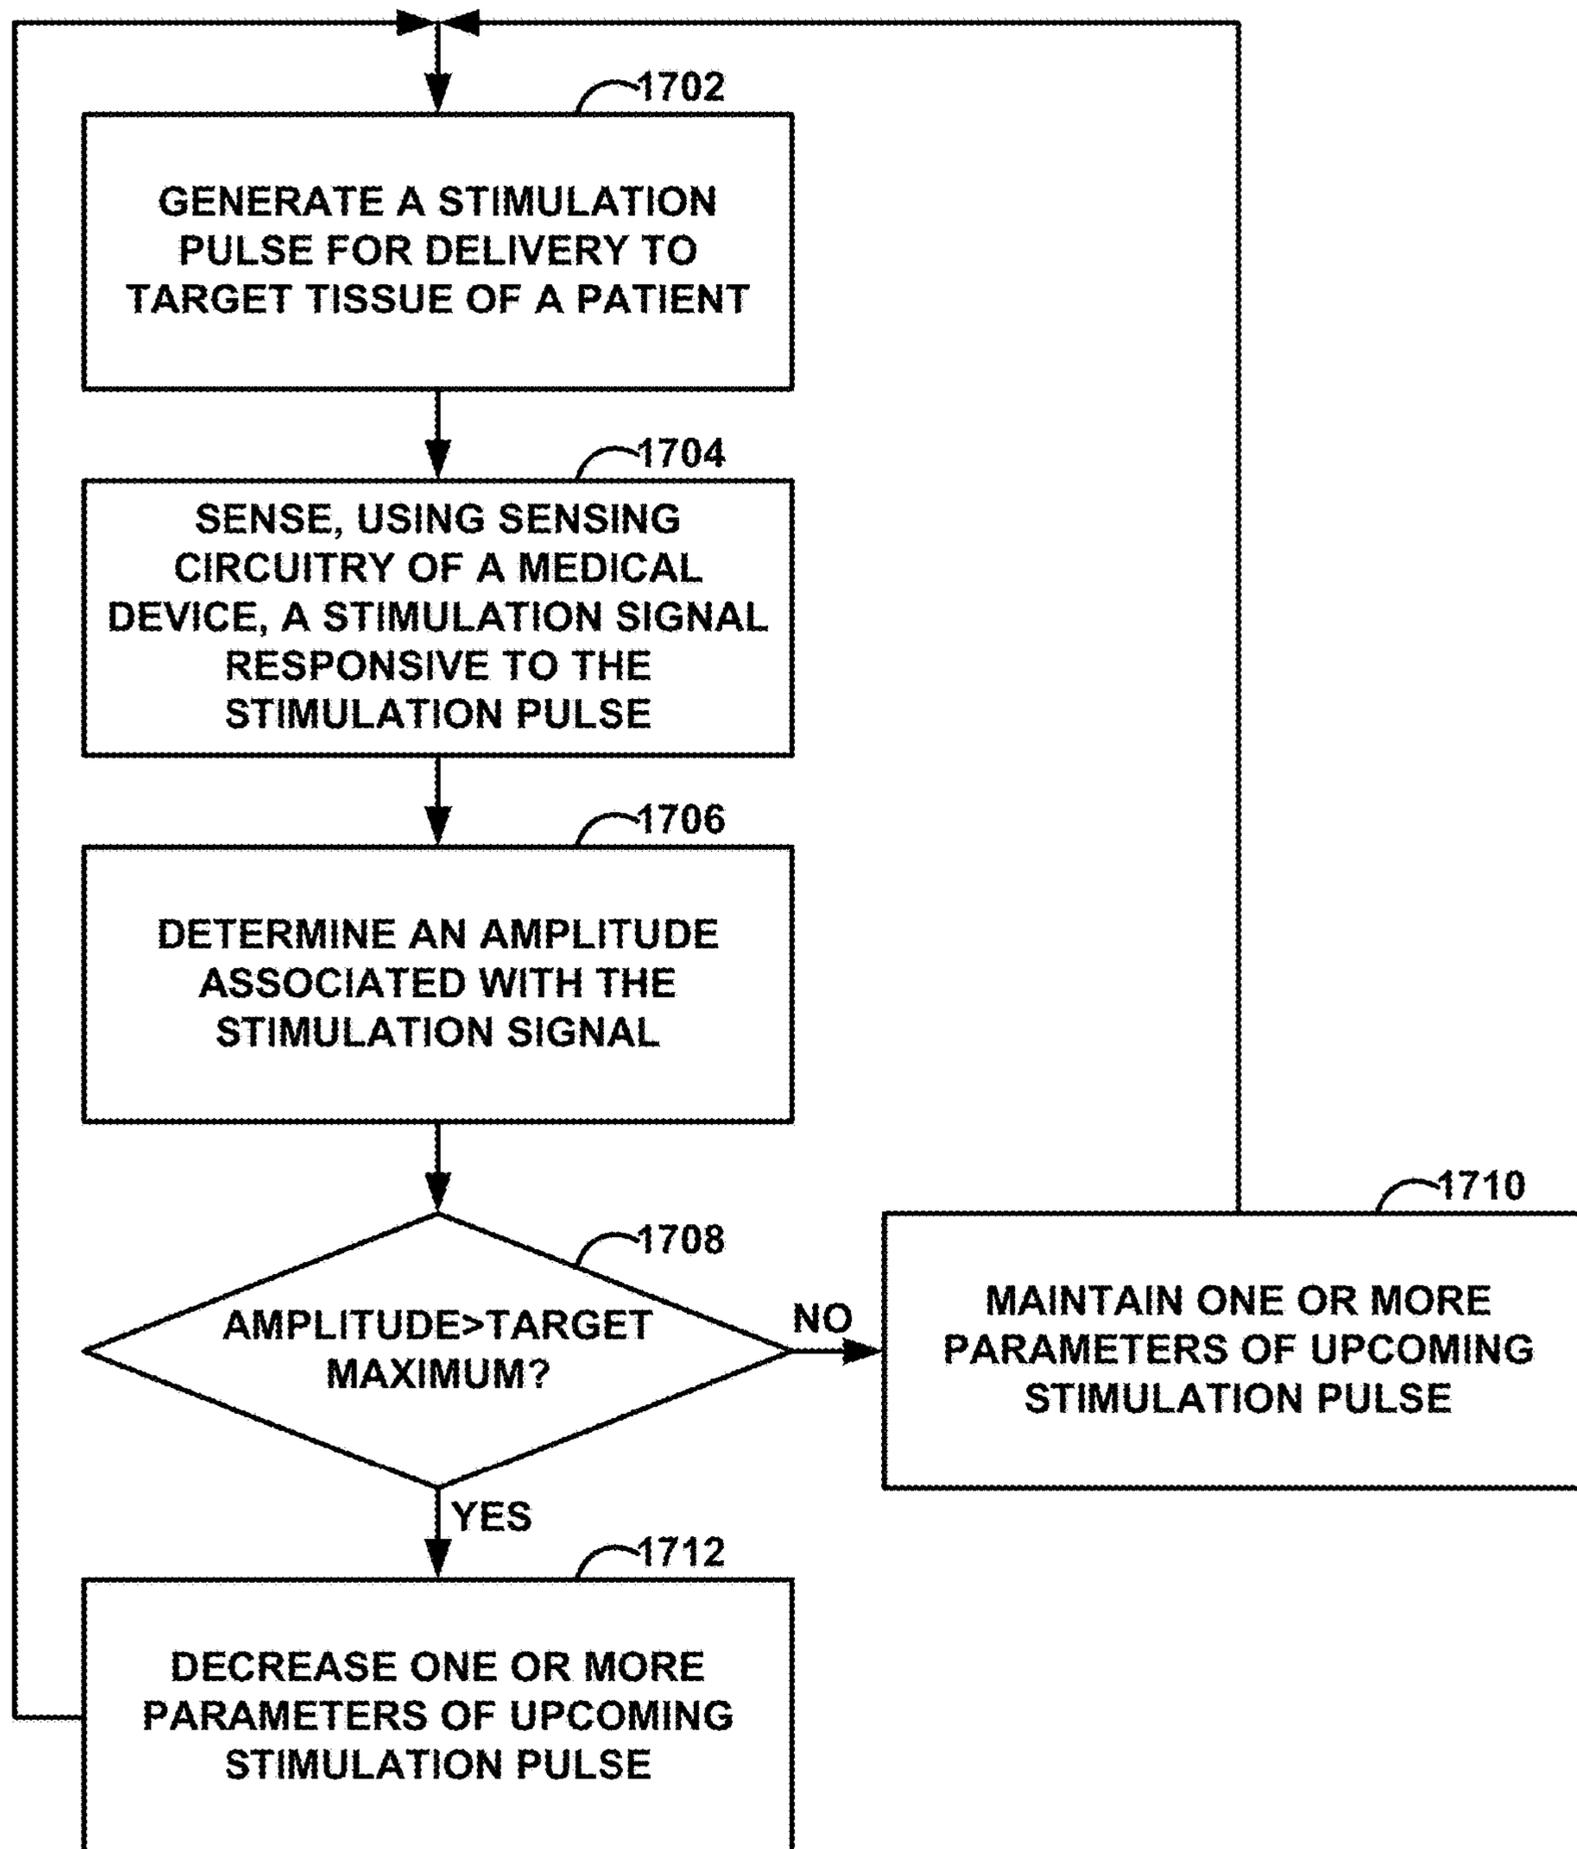 1702
GENERATE A STIMULATION
PULSE FOR DELIVERY TO
TARGET TISSUE OF A PATIENT
1704
SENSE, USING SENSING
CIRCUITRY OF A MEDICAL
DEVICE, A STIMULATION SIGNAL
RESPONSIVE TO THE
STIMULATION PULSE
1706
DETERMINE AN AMPLITUDE
ASSOCIATED WITH THE
STIMULATION SIGNAL
1708
AMPLITUDE>TARGET
MAXIMUM?
NO
1710
MAINTAIN ONE OR MORE
PARAMETERS OF UPCOMING
STIMULATION PULSE
YES
1712
DECREASE ONE OR MORE
PARAMETERS OF UPCOMING
STIMULATION PULSE